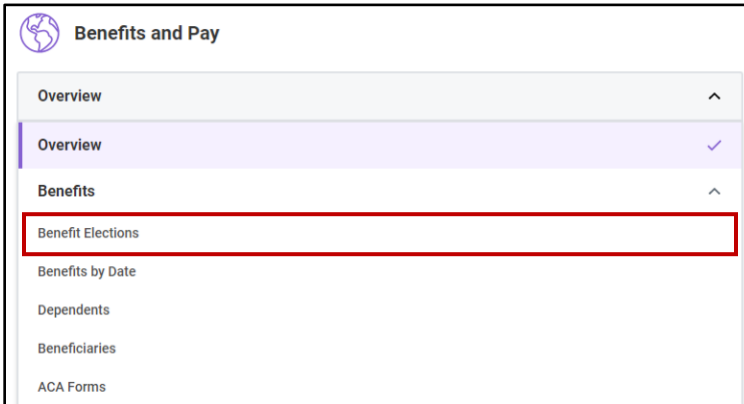 Benefits and Pay
Overview
Overview
Benefits
Benefit Elections
Benefits by Date
Dependents
Beneficiaries
ACA Forms